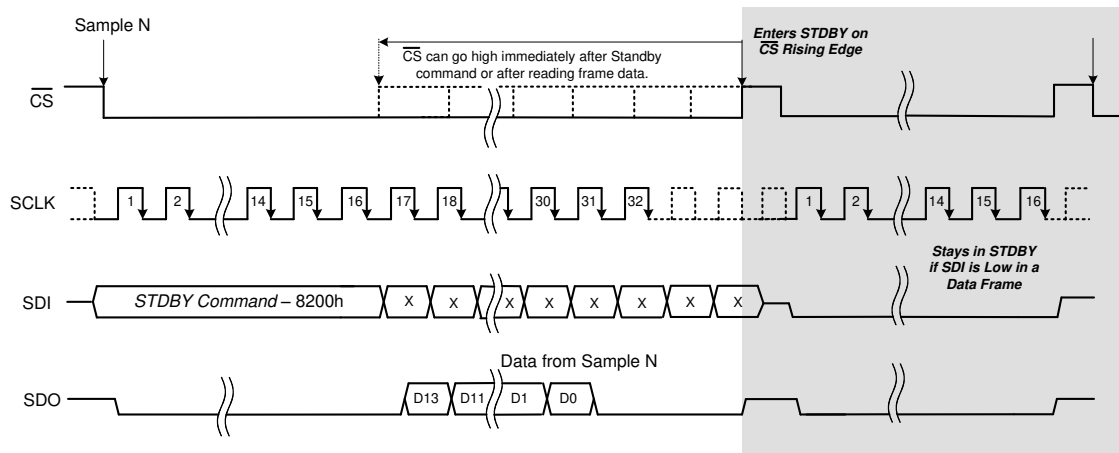 Sample N
Enters STDBY on
CS Rising Edge
CS can go high immediately after Standby
command or after reading frame data.
CS
SCLK
1 2 14 15 16 17 18 30 31 32 1 2 14 15 16
Stays in STDBY
if SDI is Low in a
Data Frame
SDI
STDBY Command – 8200h X X X X X X X X
Data from Sample N
SDO
D13 D11 D1 D0